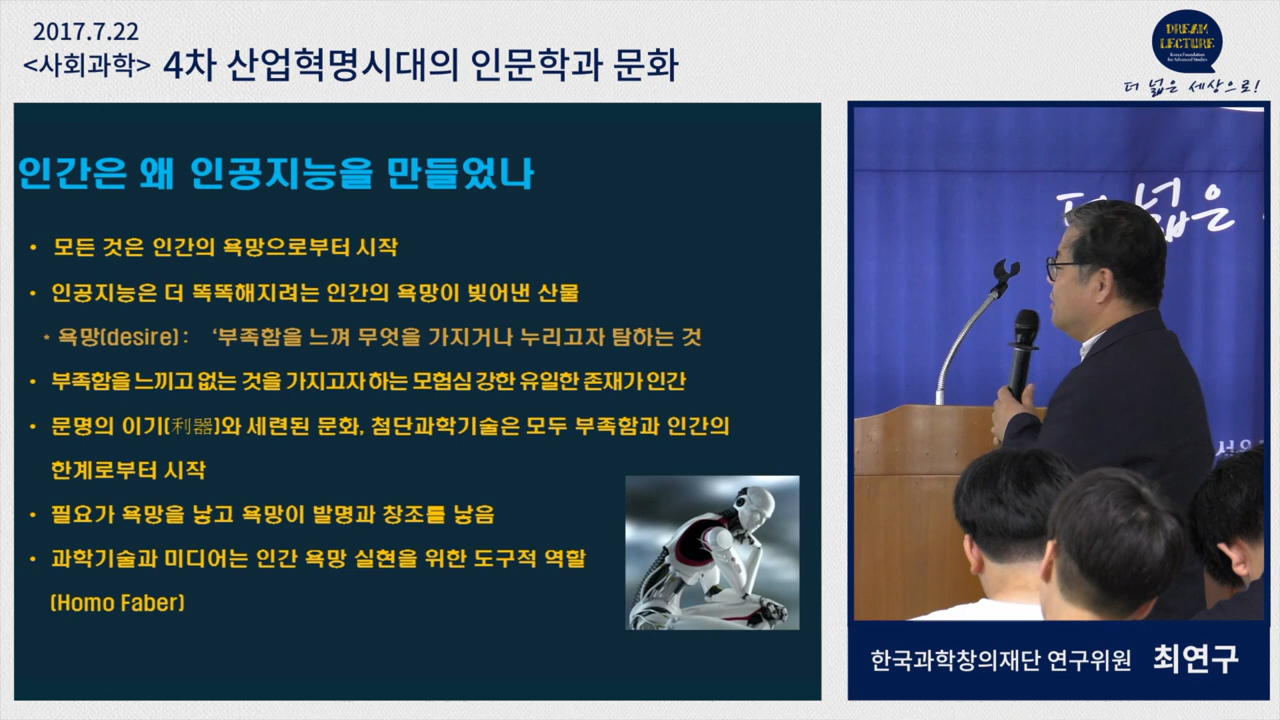 2017.7.22
<사회과학> 4차 산업혁명시대의 인문학과 문화
DREAM
LECTURE
Korea Foundation
for Advanced Studies
더 넓은 세상으로!
인간은 왜 인공지능을 만들었나
• 모든 것은 인간의 욕망으로부터 시작
• 인공지능은 더 똑똑해지려는 인간의 욕망이 빚어낸 산물
* 욕망(desire): ‘부족함을 느껴 무엇을 가지거나 누리고자 탐하는 것
• 부족함을 느끼고 없는 것을 가지고자 하는 모험심 강한 유일한 존재가 인간
• 문명의 이기(利器)와 세련된 문화, 첨단과학기술은 모두 부족함과 인간의
한계로부터 시작
• 필요가 욕망을 낳고 욕망이 발명과 창조를 낳음
• 과학기술과 미디어는 인간 욕망 실현을 위한 도구적 역할
(Homo Faber)
넓은
한국과학창의재단 연구위원 최연구